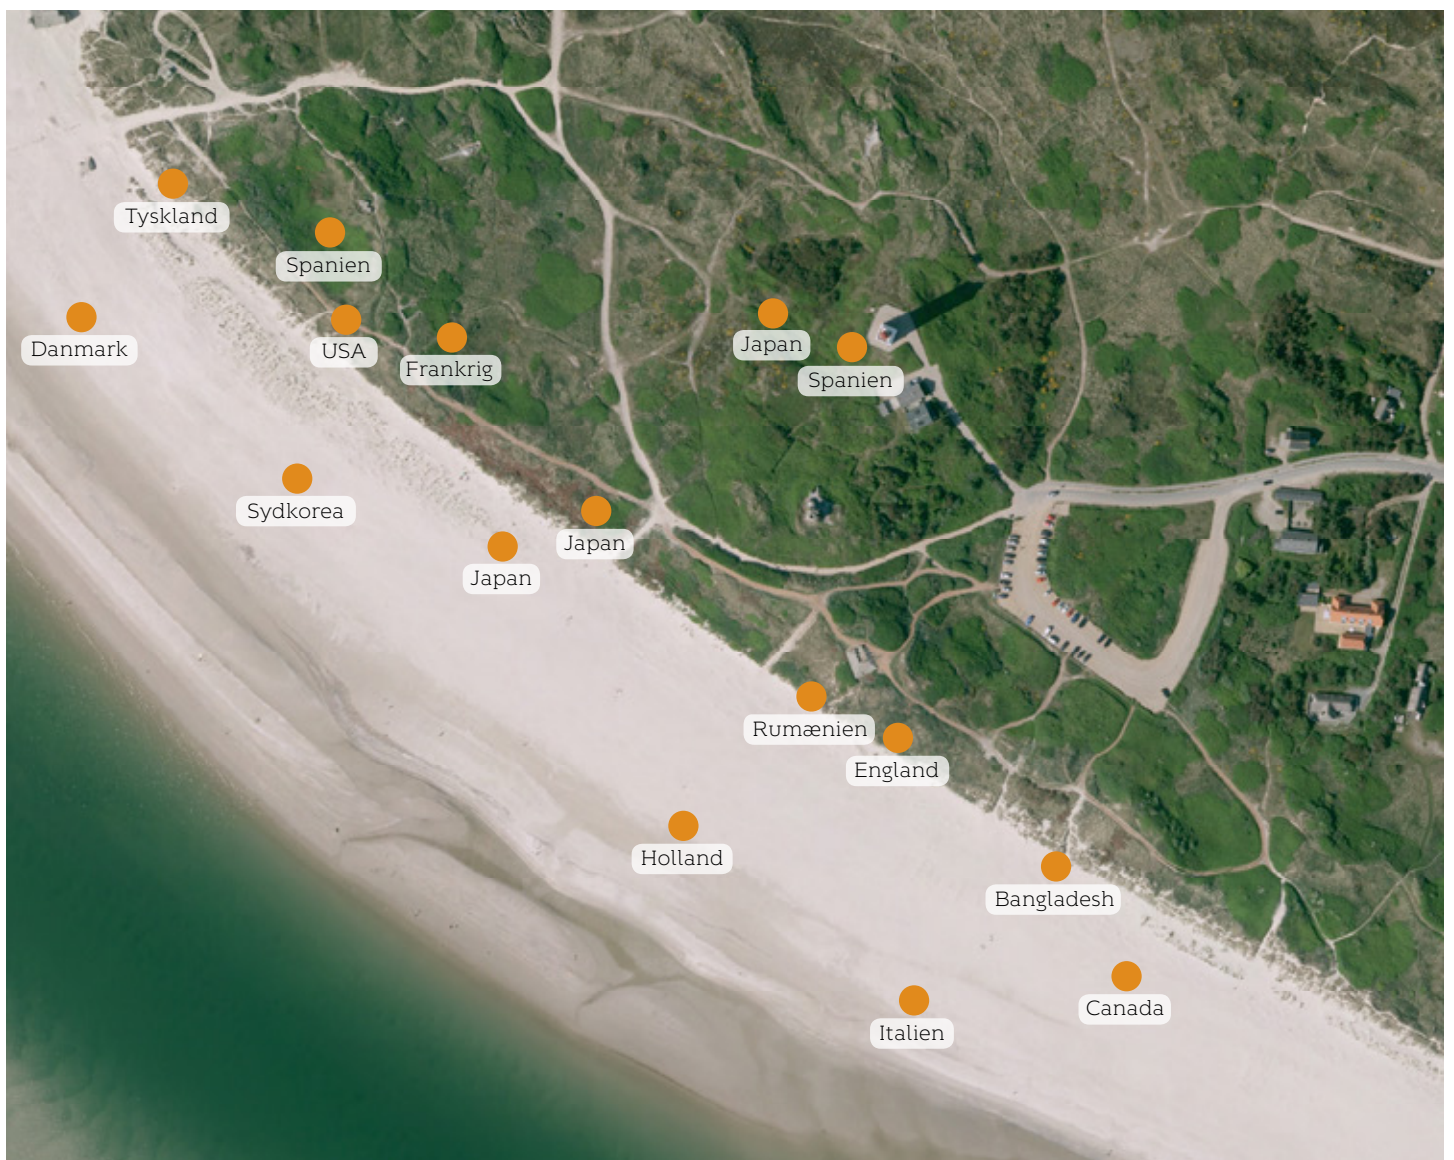 Tyskland
Spanien
Danmark
USA
Frankrig
Japan
Spanien
Sydkorea
Japan
Japan
Rumænien
England
Holland
Bangladesh
Canada
Italien